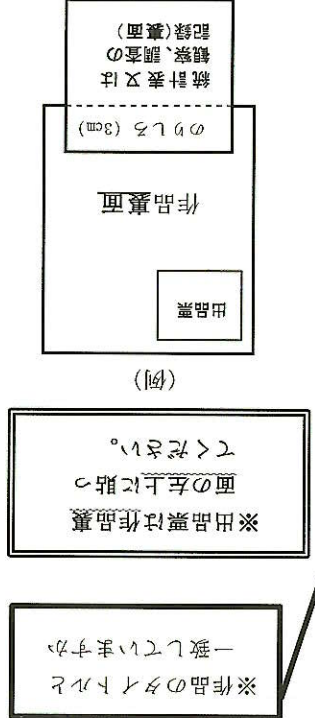 ※作品のタイトルと
一致していますか
※出品票は作品裏
面の左上に貼っ
てください。
(例)
出品票
作品裏面
のりしろ (3cm)
統計表又は
観察、調査の
記録(裏面)